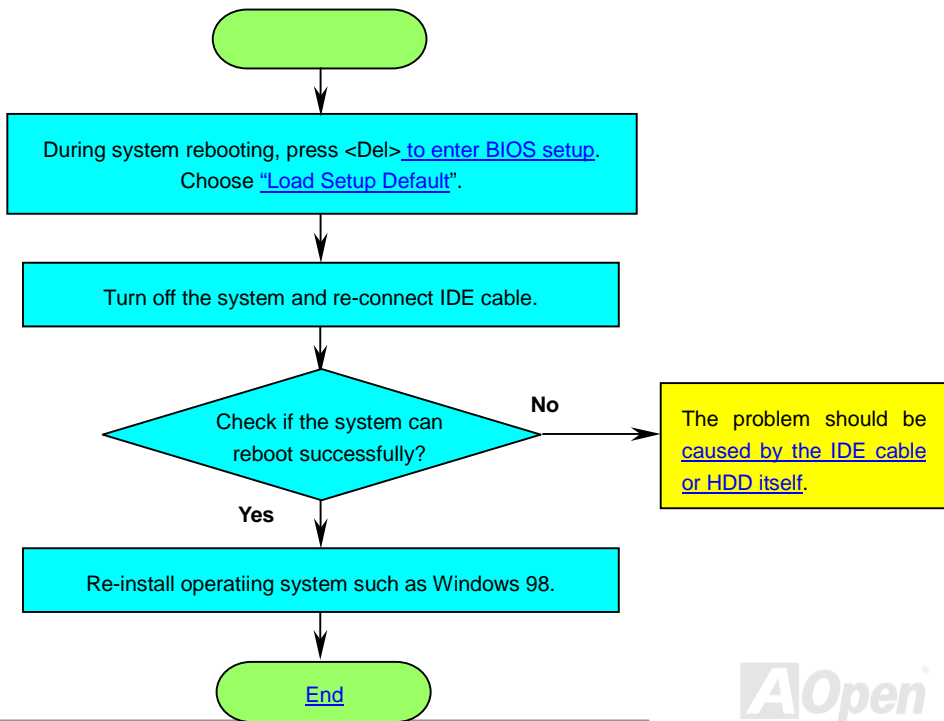 During system rebooting, press <Del> to enter BIOS setup.
Choose “Load Setup Default”.
Turn off the system and re-connect IDE cable.
Check if the system can
reboot successfully?
No
The problem should be
caused by the IDE cable
or HDD itself.
Yes
Re-install operatiing system such as Windows 98.
End
AOpen®